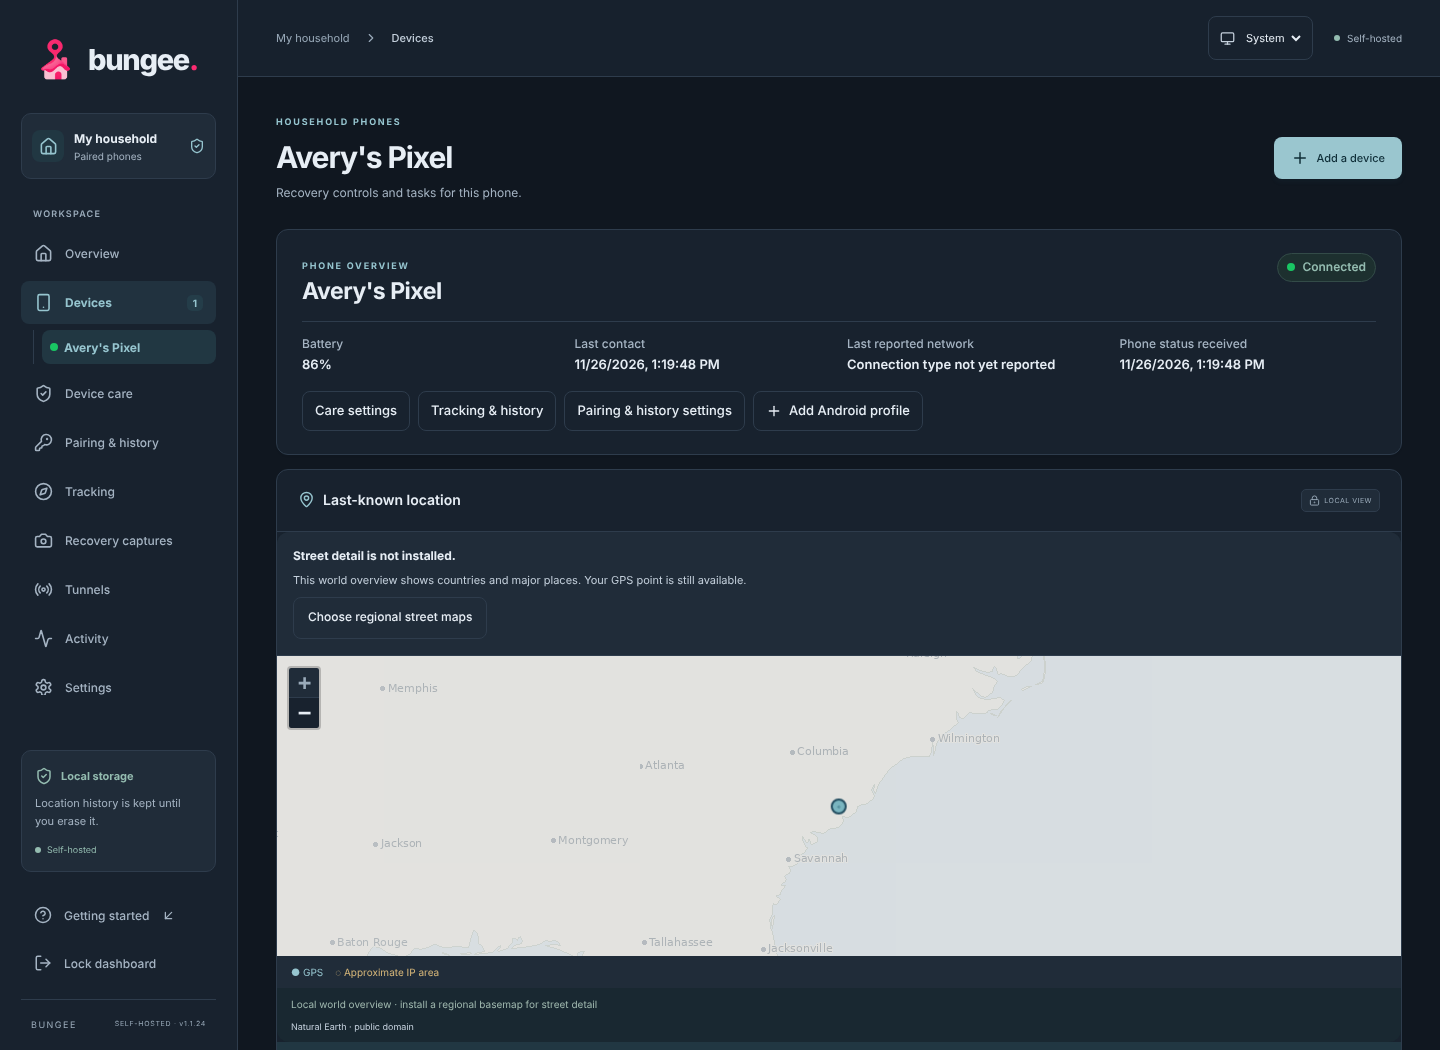 bungee.
My household
Paired phones
WORKSPACE
Overview
Devices
1
Avery's Pixel
Device care
Pairing & history
Tracking
Recovery captures
Tunnels
Activity
Settings
Local storage
Location history is kept until
you erase it.
Self-hosted
Getting started
Lock dashboard
BUNGEE
SELF-HOSTED · v1.1.24
My household
Devices
System
Self-hosted
HOUSEHOLD PHONES
Avery's Pixel
Recovery controls and tasks for this phone.
Add a device
PHONE OVERVIEW
Avery's Pixel
Connected
Battery
86%
Last contact
11/26/2026, 1:19:48 PM
Last reported network
Connection type not yet reported
Phone status received
11/26/2026, 1:19:48 PM
Care settings
Tracking & history
Pairing & history settings
Add Android profile
Last-known location
LOCAL VIEW
Street detail is not installed.
This world overview shows countries and major places. Your GPS point is still available.
Choose regional street maps
+
−
Memphis
Wilmington
Columbia
Atlanta
Jackson
Montgomery
Savannah
Baton Rouge
Tallahassee
Jacksonville
GPS
Approximate IP area
Local world overview · install a regional basemap for street detail
Natural Earth · public domain